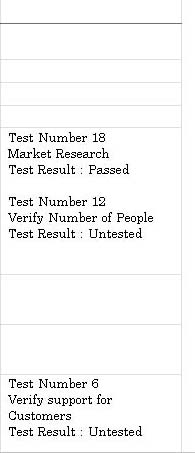 Test Number 18
Market Research
Test Result : Passed
Test Number 12
Verify Number of People
Test Result : Untested
Test Number 6
Verify support for
Customers
Test Result : Untested